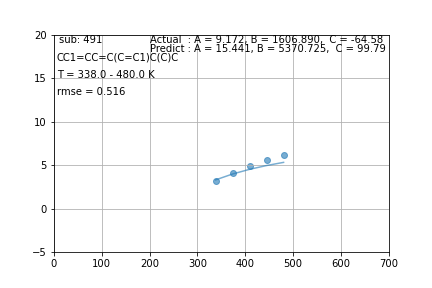 sub: 491
Actual : A = 9.172, B = 1606.890, C = -64.58
Predict : A = 15.441, B = 5370.725, C = 99.79
CC1=CC=C(C=C1)C(C)C
T = 338.0 - 480.0 K
rmse = 0.516
20
15
10
5
0
−5
0 100 200 300 400 500 600 700